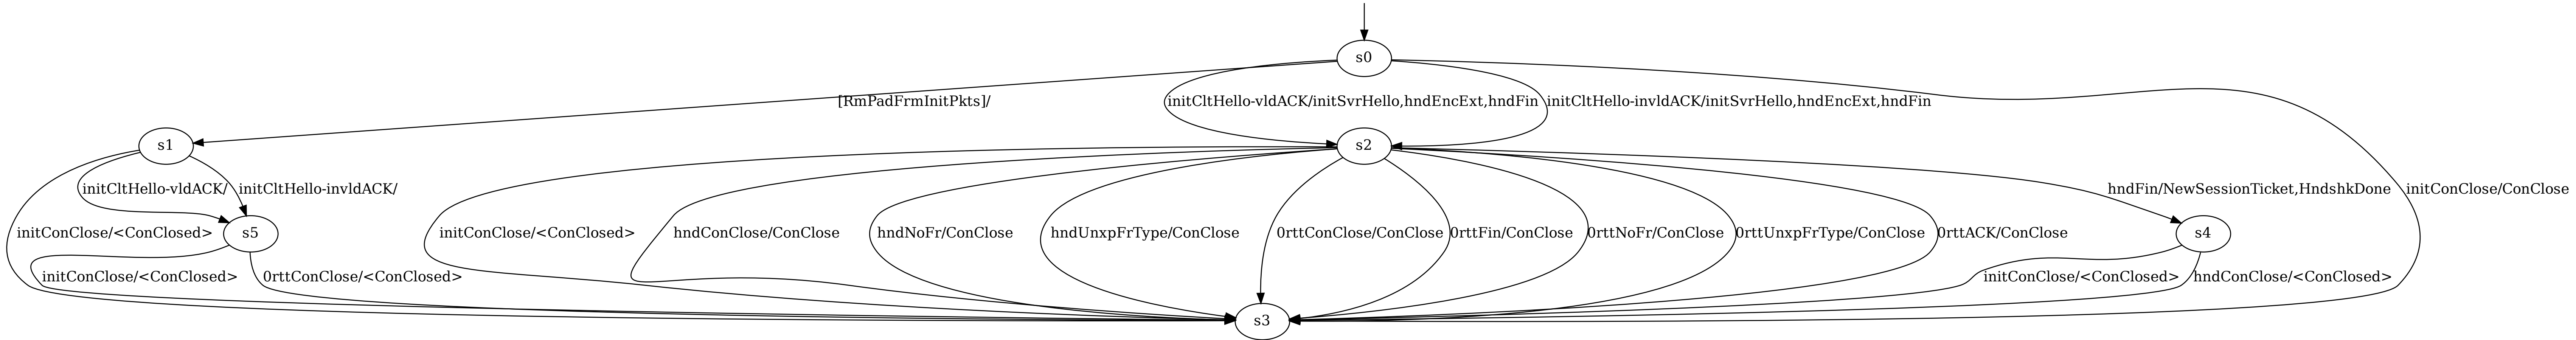 s0
[RmPadFrmInitPkts]/
initCltHello-vldACK/initSvrHello,hndEncExt,hndFin
initCltHello-invldACK/initSvrHello,hndEncExt,hndFin
s1
s2
initCltHello-vldACK/
initCltHello-invldACK/
hndFin/NewSessionTicket,HndshkDone
initConClose/ConClose
initConClose/<ConClosed>
s5
initConClose/<ConClosed>
hndConClose/ConClose
hndNoFr/ConClose
hndUnxpFrType/ConClose
0rttConClose/ConClose
0rttFin/ConClose
0rttNoFr/ConClose
0rttUnxpFrType/ConClose
0rttACK/ConClose
s4
initConClose/<ConClosed>
0rttConClose/<ConClosed>
initConClose/<ConClosed>
hndConClose/<ConClosed>
s3